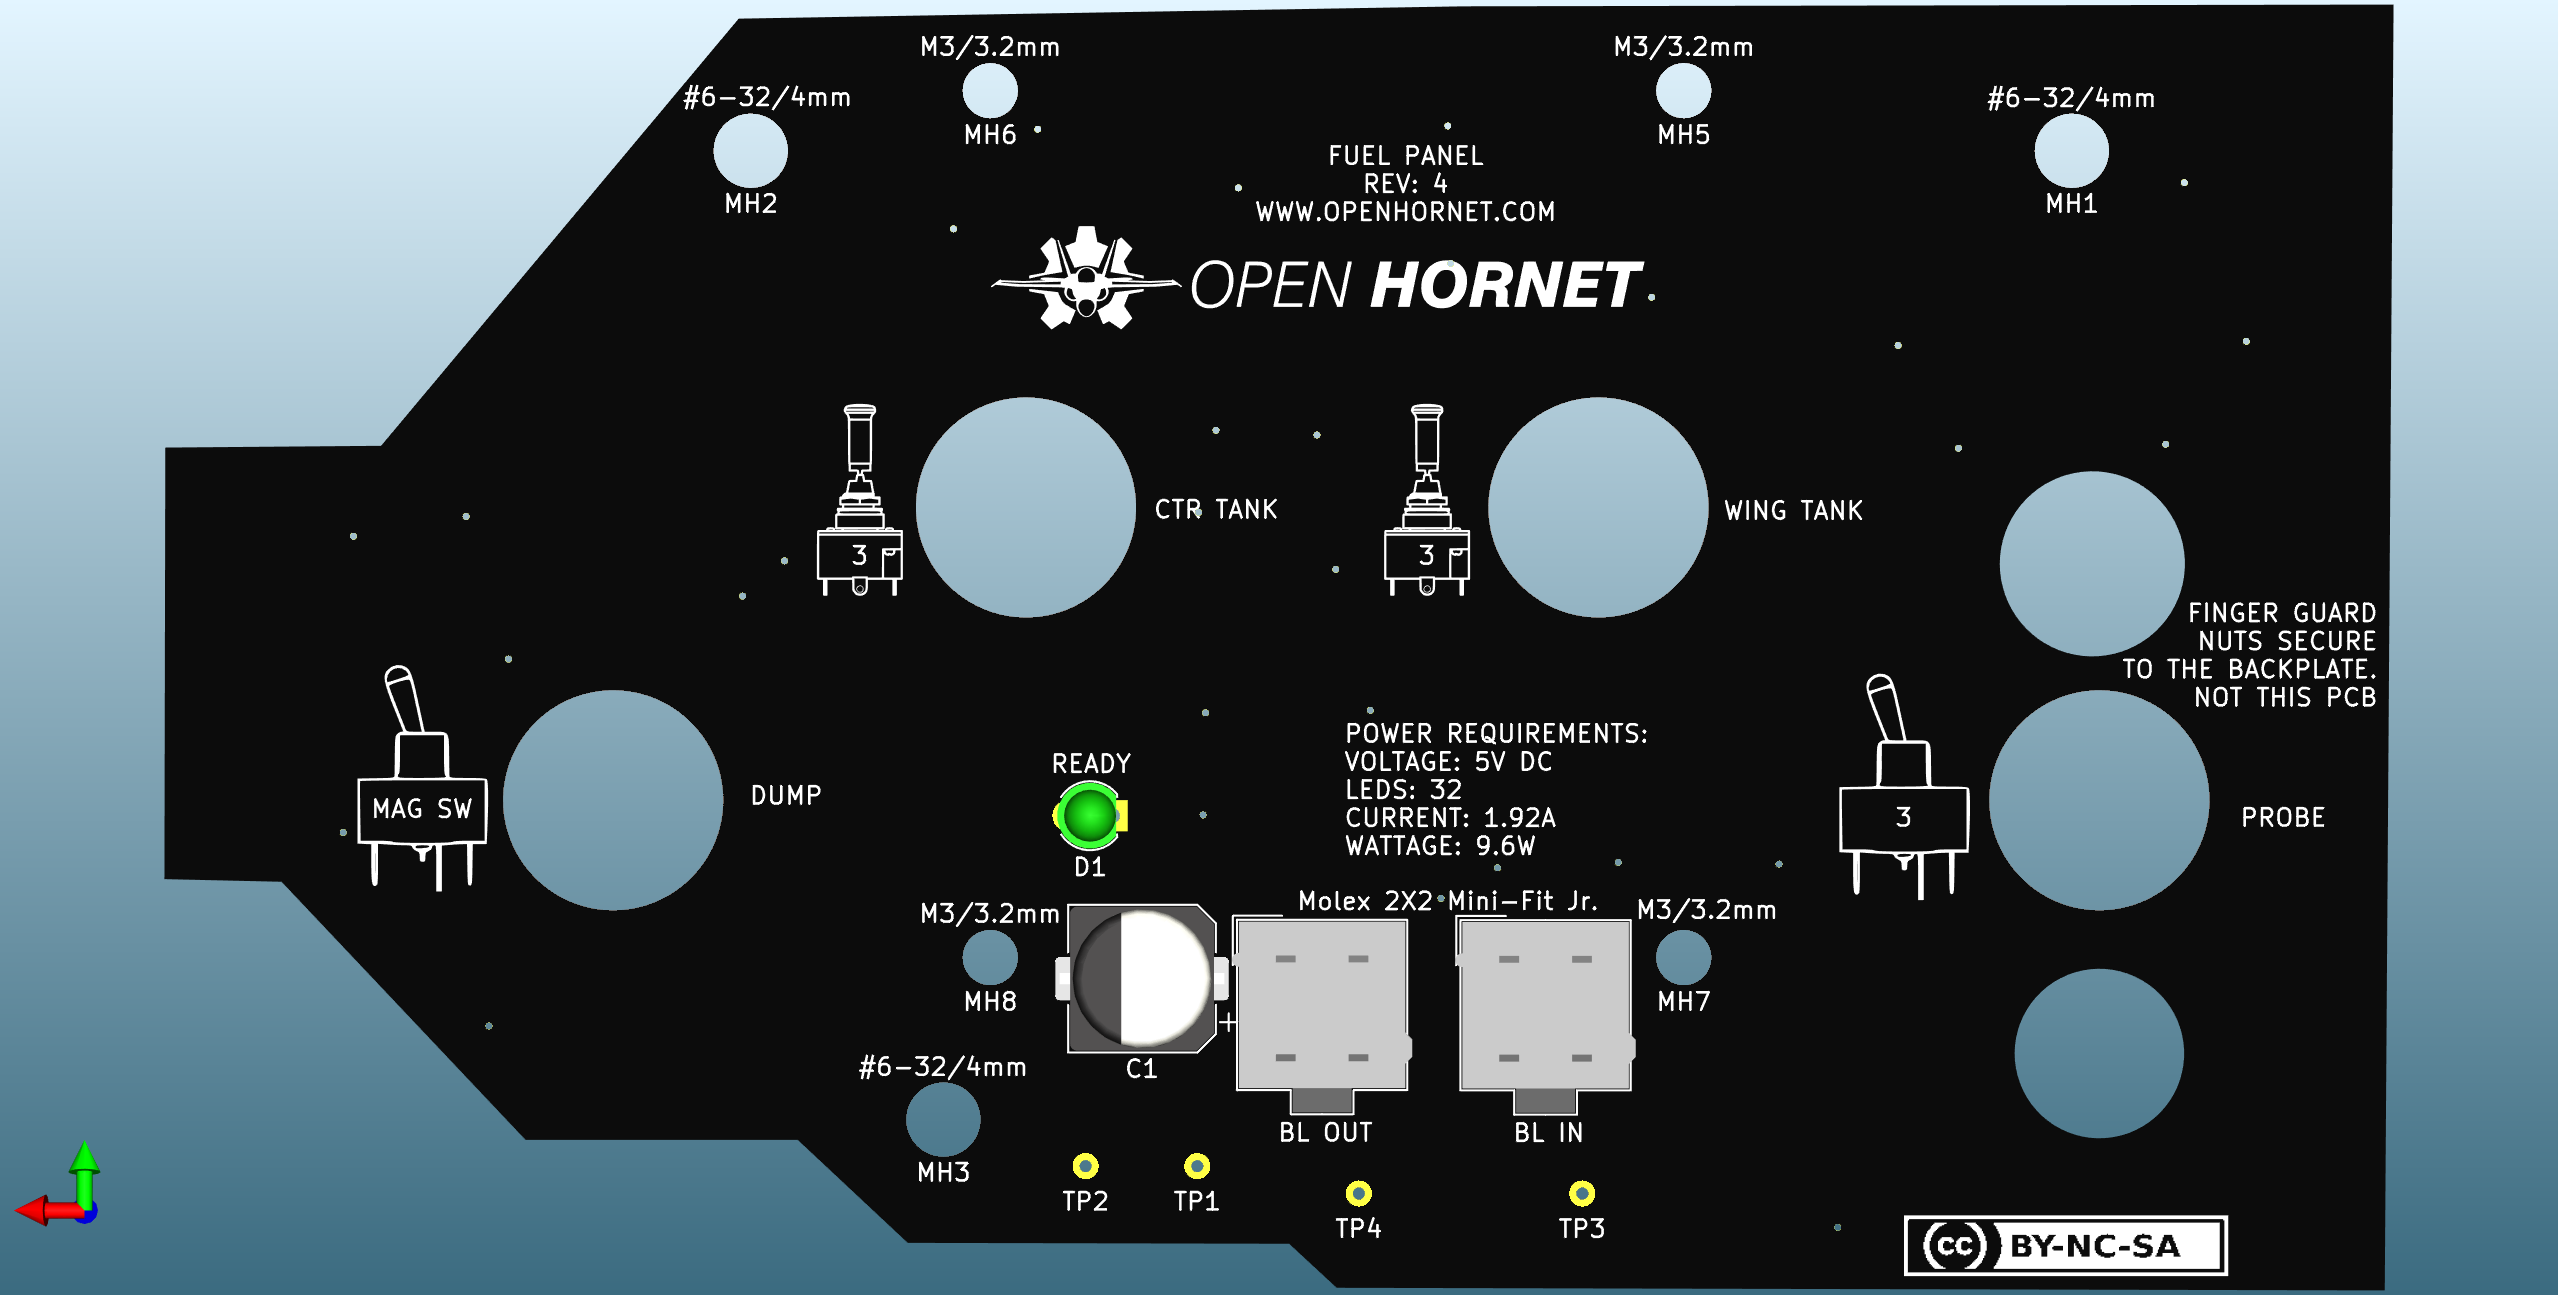 M3/3.2mm
M3/3.2mm
#6-32/4mm
#6-32/4mm
MH6
MH5
MH2
MH1
FUEL PANEL
REV: 4
WWW.OPENHORNET.COM
OPEN HORNET
CTR TANK
WING TANK
3
3
FINGER GUARD
NUTS SECURE
TO THE BACKPLATE.
NOT THIS PCB
MAG SW
DUMP
READY
D1
POWER REQUIREMENTS:
VOLTAGE: 5V DC
LEDS: 32
CURRENT: 1.92A
WATTAGE: 9.6W
3
PROBE
Molex 2X2 Mini-Fit Jr.
M3/3.2mm
M3/3.2mm
MH8
MH7
+
C1
#6-32/4mm
MH3
BL OUT
BL IN
TP2
TP1
TP4
TP3
cc BY-NC-SA